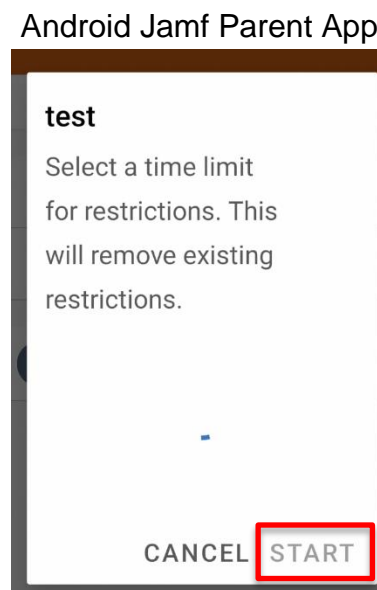 Android Jamf Parent App
test
Select a time limit
for restrictions. This
will remove existing
restrictions.
CANCEL START